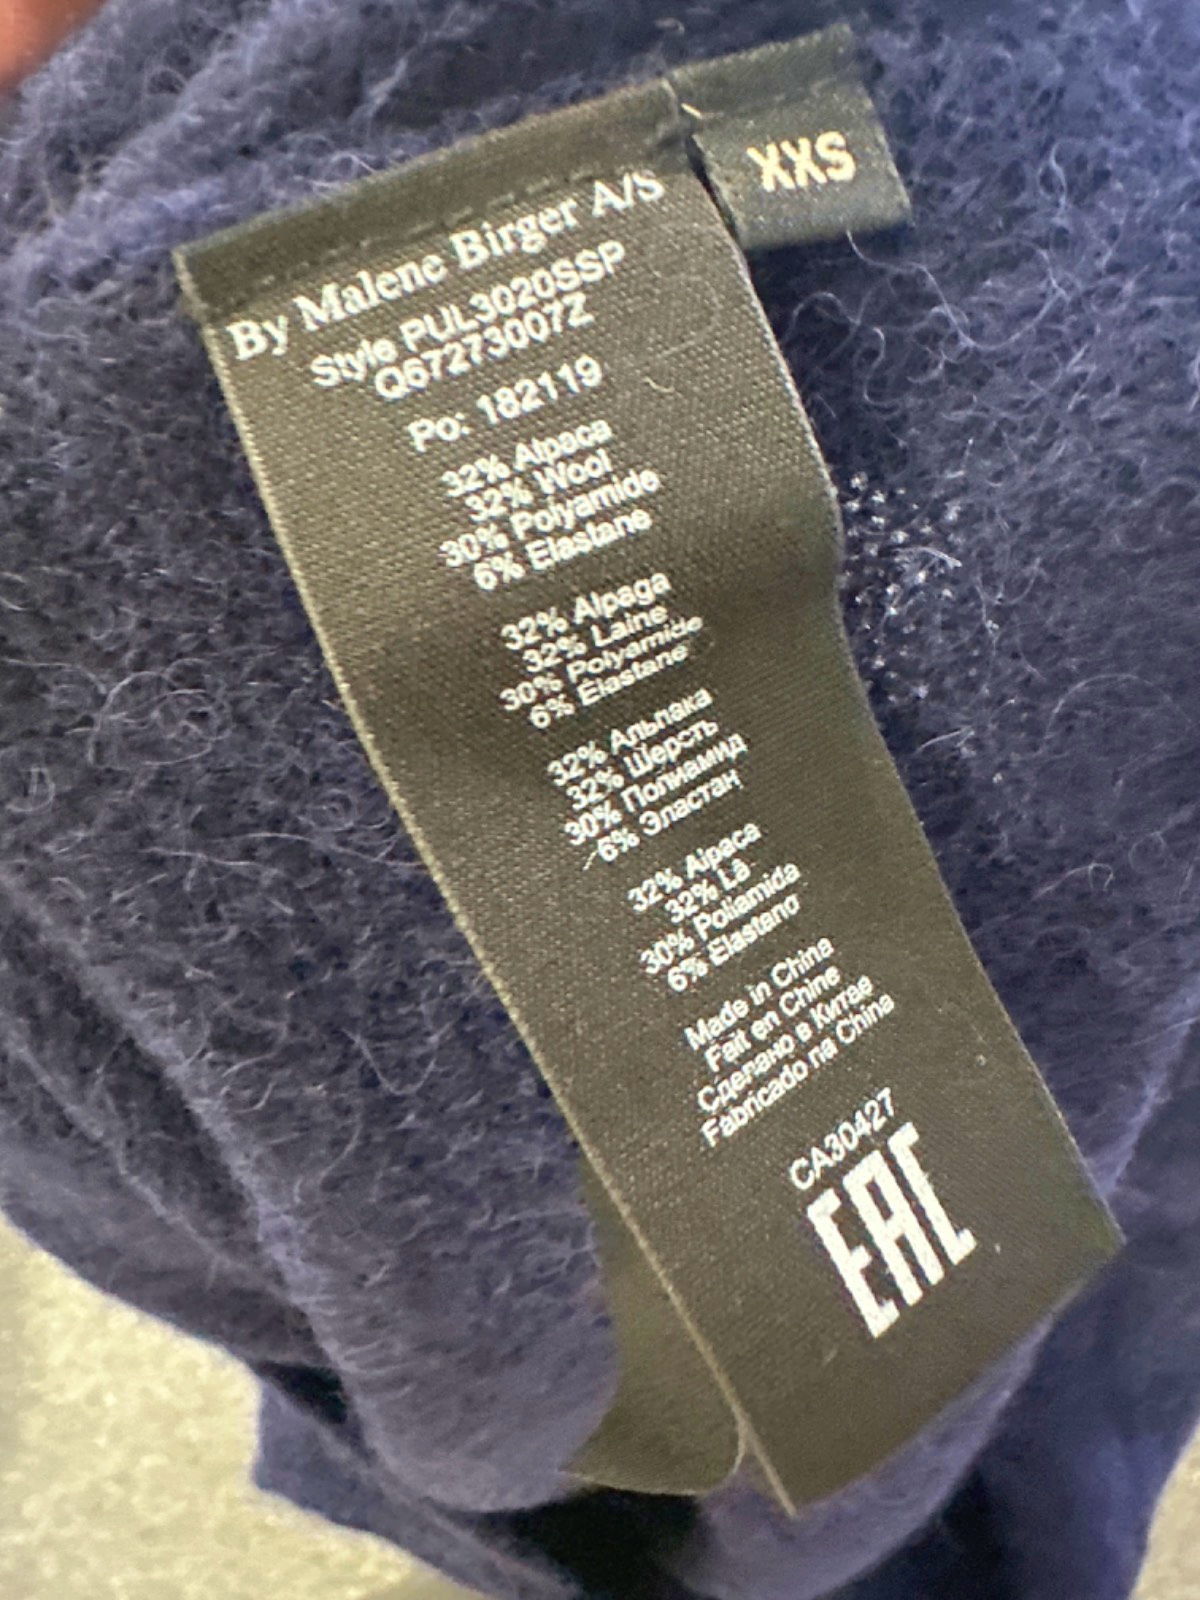 XXS
By Malene Birger A/S
Style PUL3020SSP
Q67273007Z
Po: 182119
32% Alpaca
32% Wool
30% Polyamide
6% Elastane
32% Alpaga
32% Laine
30% Polyamide
6% Elastane
32% Альпака
32% Шерсть
30% Полиамид
6% Эластан
32% Alpaca
32% Lã
30% Poliamida
6% Elastano
Made in China
Fait en Chine
Сделано в Китае
Fabricado na China
CA30427
EAC